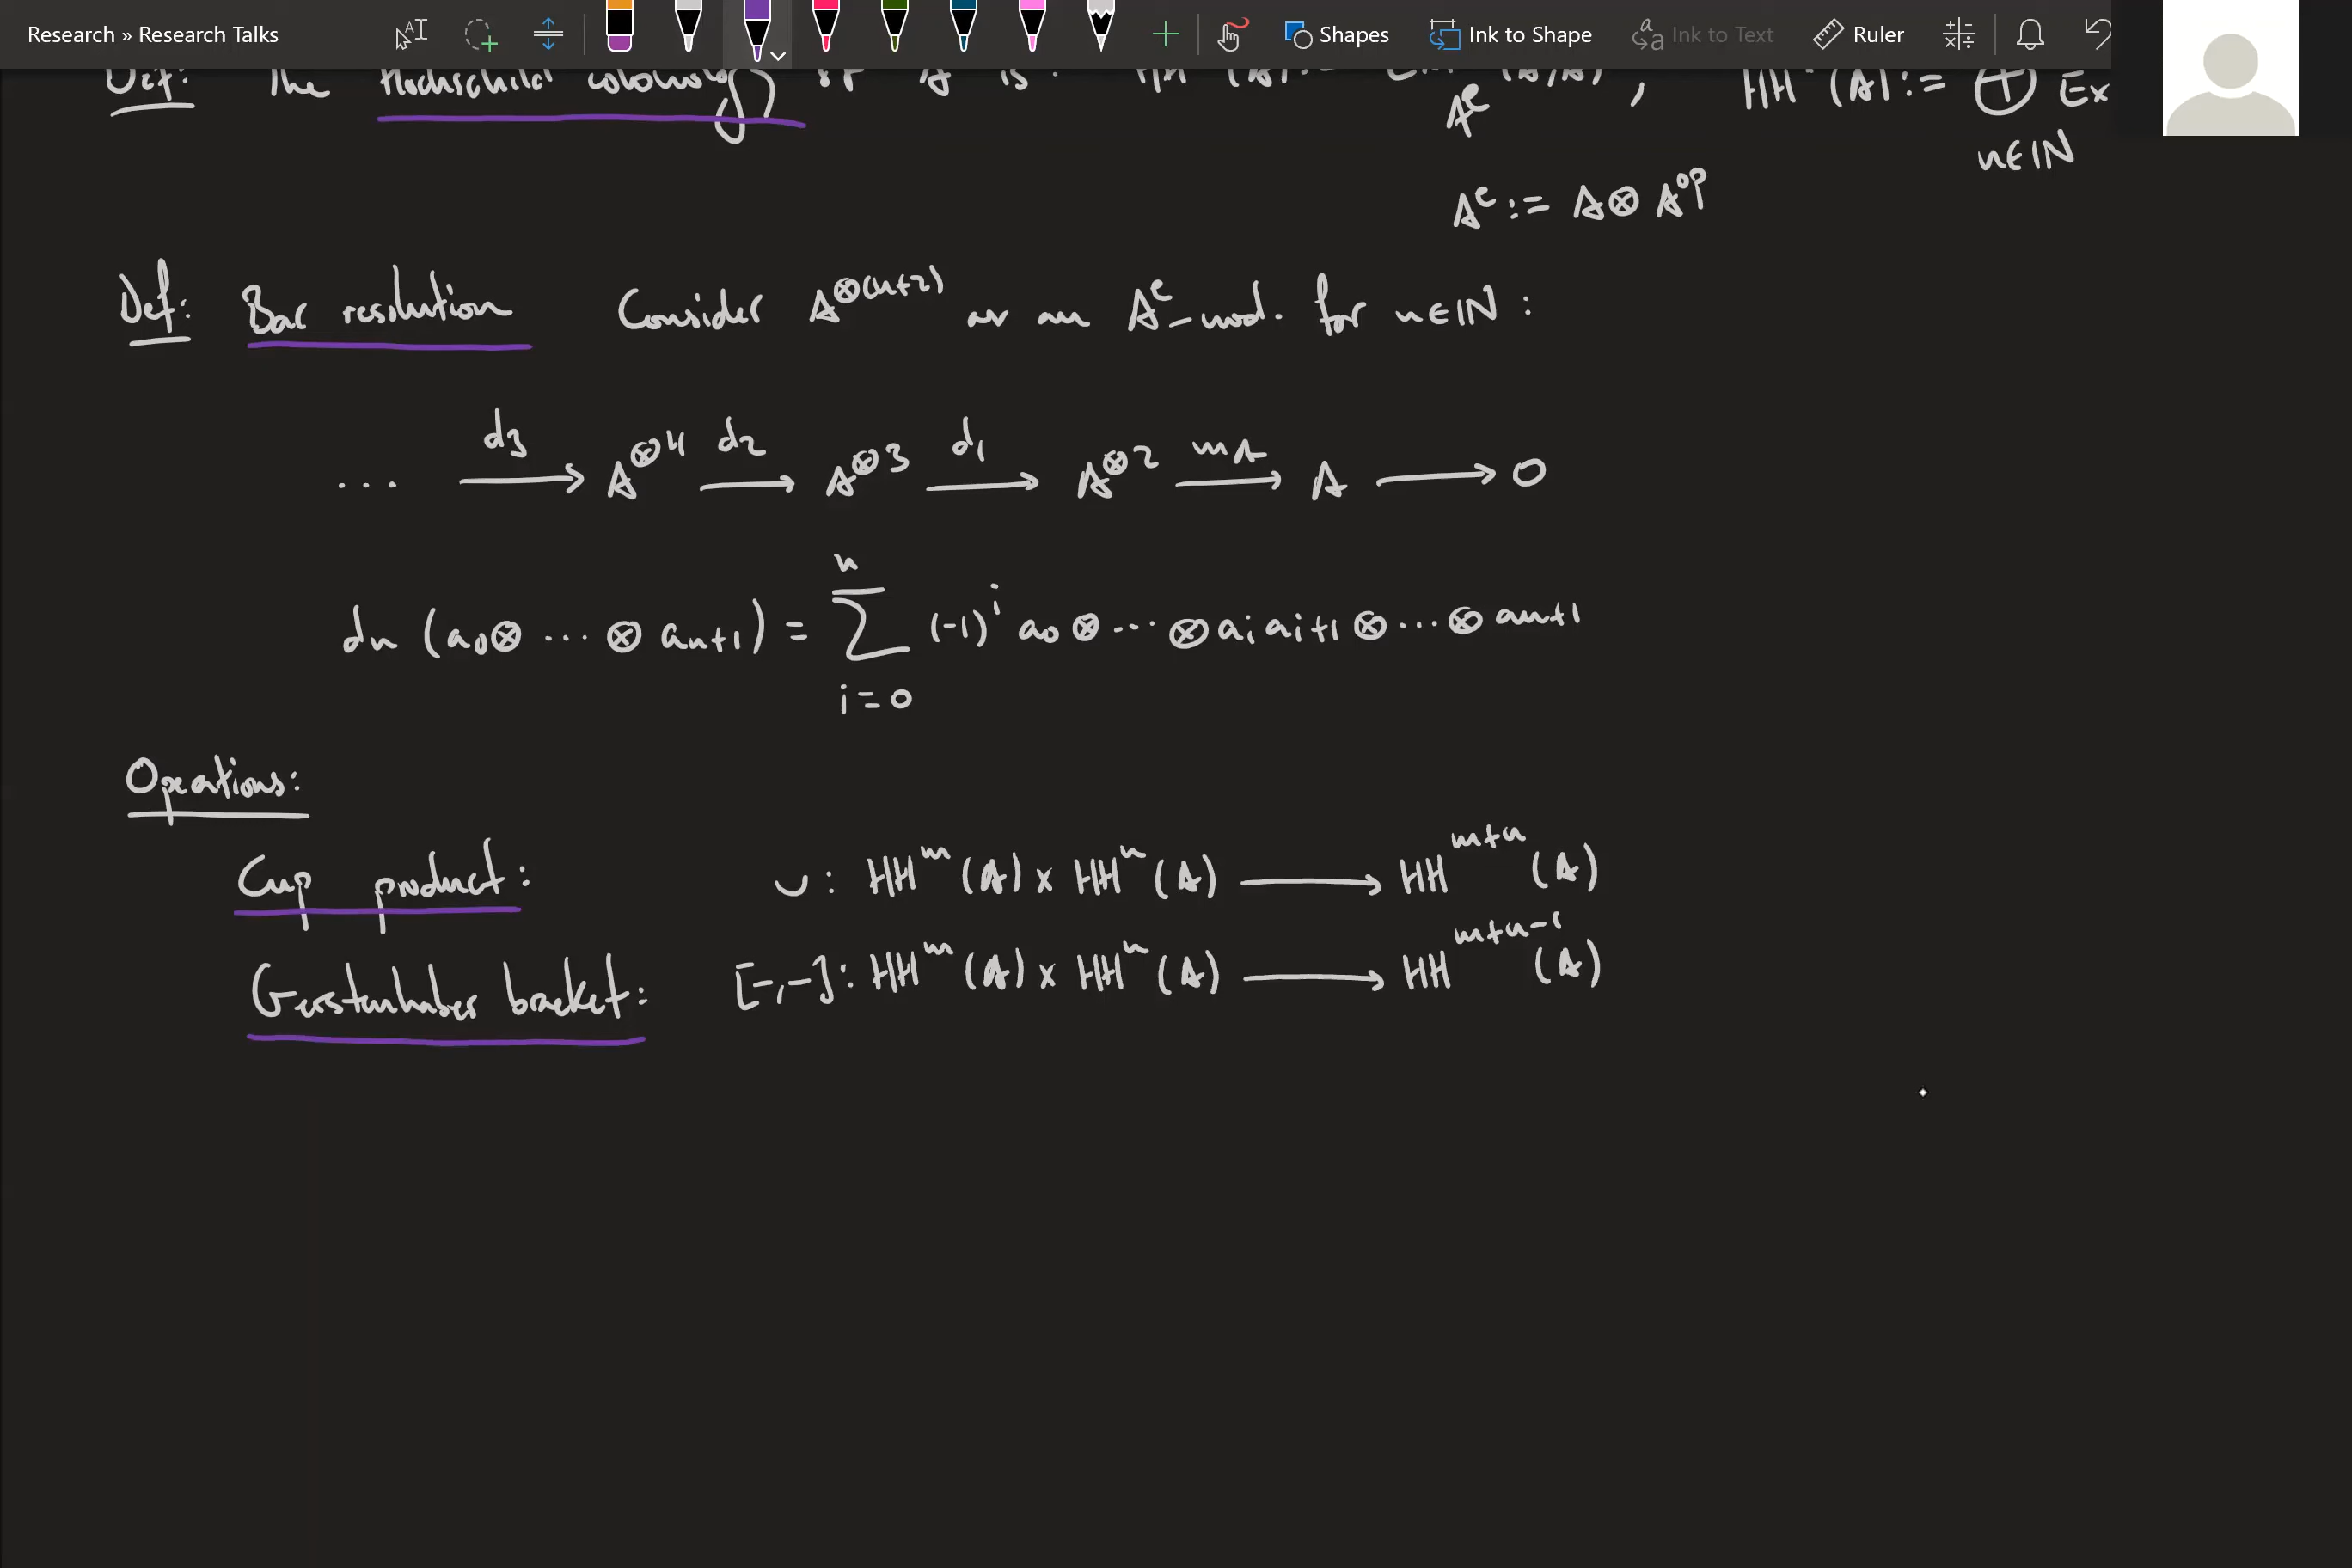 Research » Research Talks
Shapes
Ink to Shape
Ink to Text
Ruler
Def: The Hochschild cohomology of A is: HH (A) := (A,A), HH (A) := ⊕ Ex
A^e
n∈ℕ
A^e := A ⊗ A^op
Def: Bar resolution Consider A^⊗(n+2) as an A^e-mod. for n∈ℕ:
... d3→ A^⊗4 d2→ A^⊗3 d1→ A^⊗2 mA→ A → 0
dn (a0 ⊗ ... ⊗ an+1) = ∑_{i=0}^{n} (-1)^i a0 ⊗ ... ⊗ ai ai+1 ⊗ ... ⊗ an+1
Operations:
Cup product: ∪: HH^m (A) × HH^n (A) → HH^m+n (A)
Gerstenhaber bracket: [-,-]: HH^m (A) × HH^n (A) → HH^m+n-1 (A)